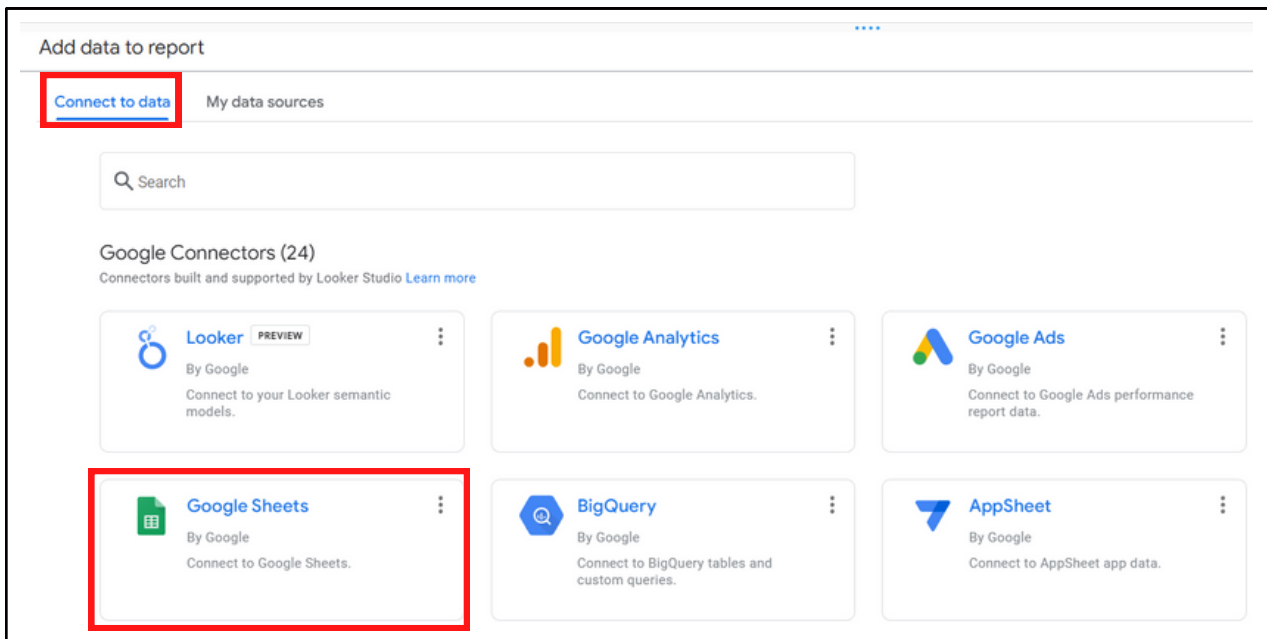 Add data to report
Connect to data
My data sources
Search
Google Connectors (24)
Connectors built and supported by Looker Studio Learn more
Looker PREVIEW
By Google
Connect to your Looker semantic
models.
Google Analytics
By Google
Connect to Google Analytics.
Google Ads
By Google
Connect to Google Ads performance
report data.
Google Sheets
By Google
Connect to Google Sheets.
BigQuery
By Google
Connect to BigQuery tables and
custom queries.
AppSheet
By Google
Connect to AppSheet app data.